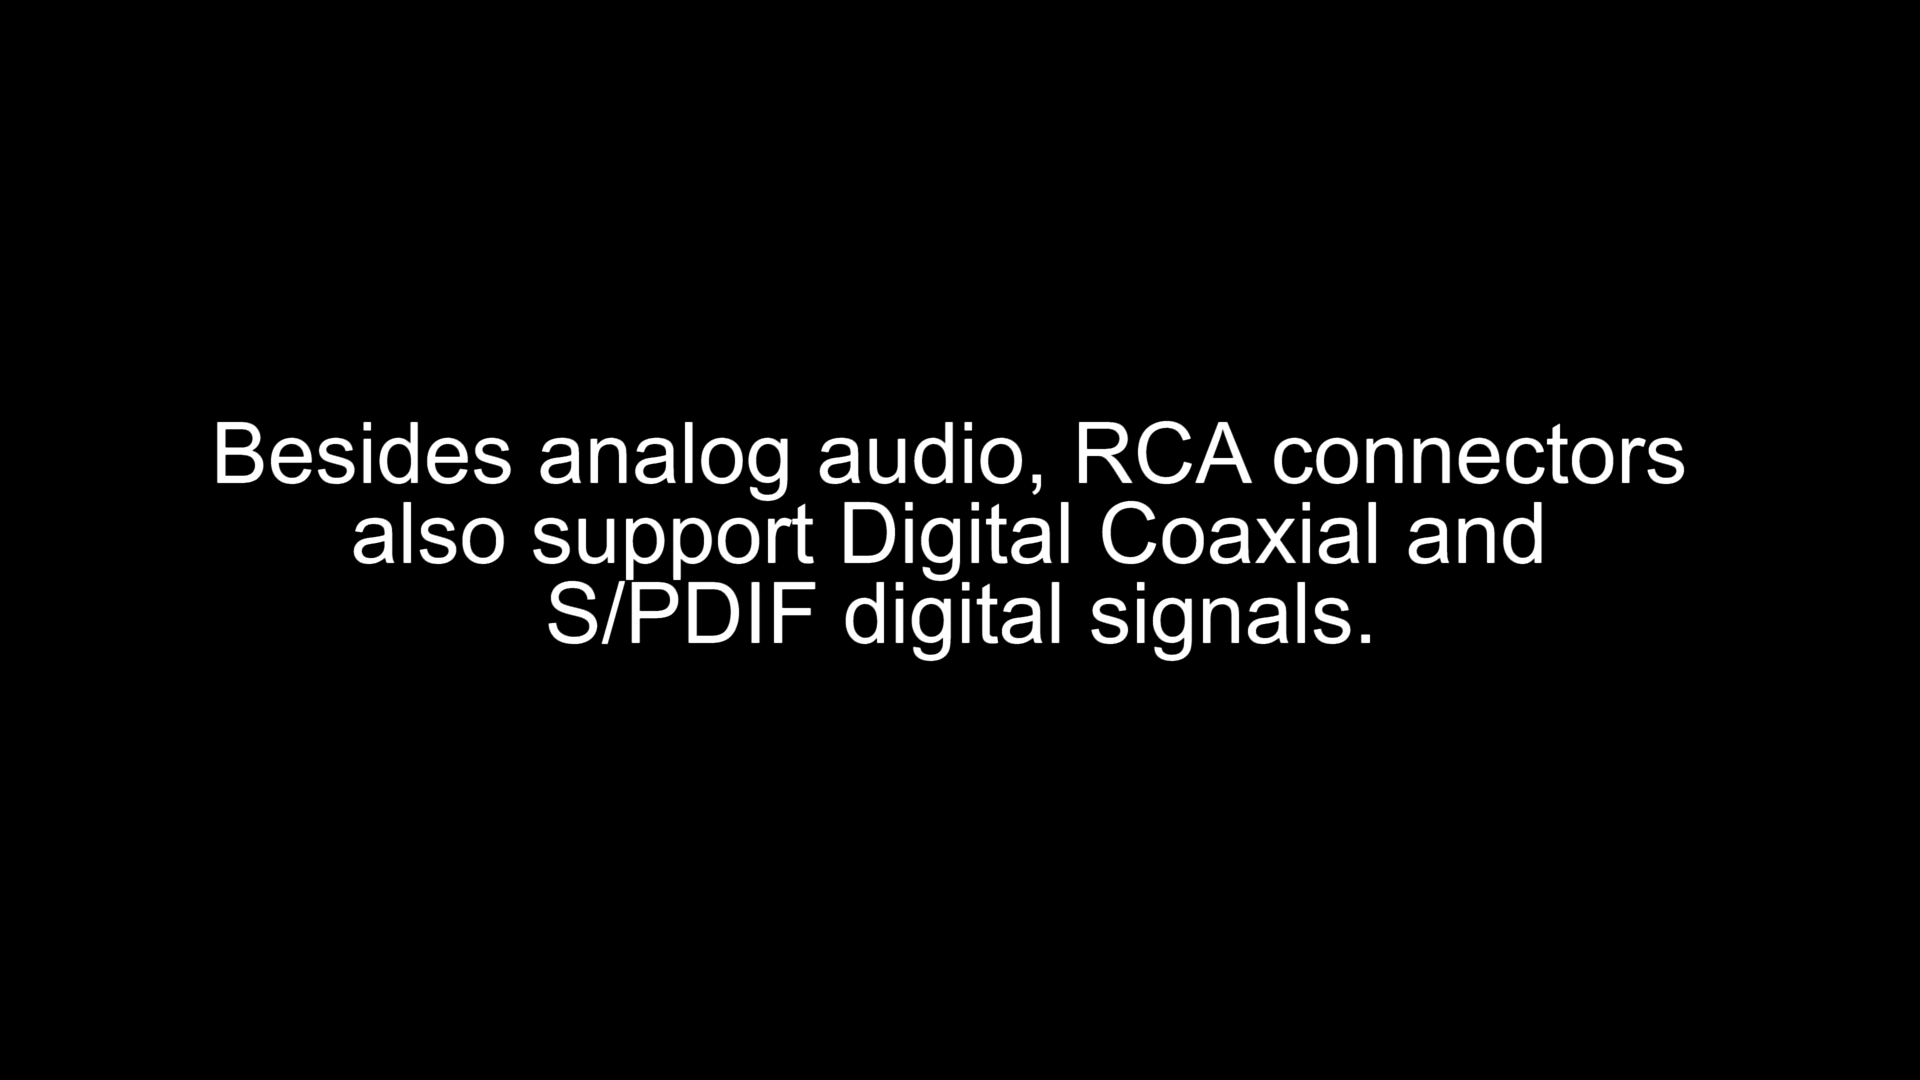 Besides analog audio, RCA connectors
also support Digital Coaxial and
S/PDIF digital signals.